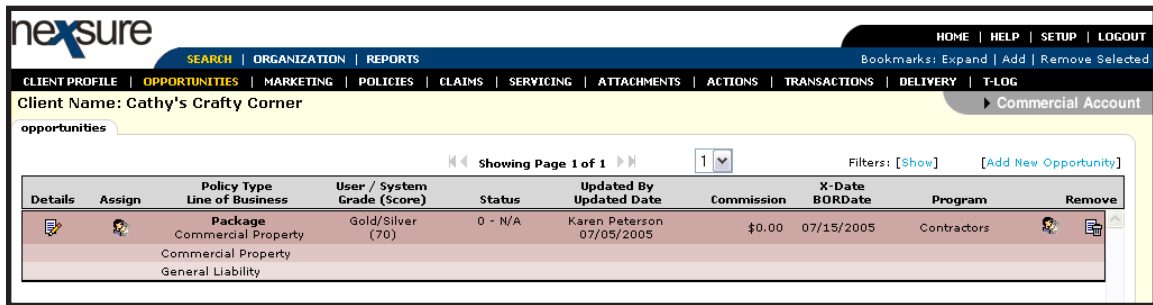 nexsure
HOME | HELP | SETUP | LOGOUT
SEARCH | ORGANIZATION | REPORTS
Bookmarks: Expand | Add | Remove Selected
CLIENT PROFILE | OPPORTUNITIES | MARKETING | POLICIES | CLAIMS | SERVICING | ATTACHMENTS | ACTIONS | TRANSACTIONS | DELIVERY | T-LOG
Client Name: Cathy's Crafty Corner
Commercial Account
opportunities
Showing Page 1 of 1
1
Filters: [Show]
[Add New Opportunity]
Details Assign Policy Type Line of Business User / System Grade (Score) Status Updated By Updated Date Commission X-Date BORDate Program Remove
Package Gold/Silver 0 - N/A Karen Peterson $0.00 07/15/2005 Contractors
Commercial Property (70) 07/05/2005
Commercial Property
General Liability